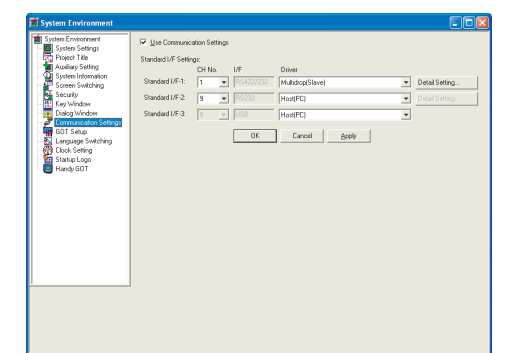 System Environment
System Environment
System Settings
Project Title
Auxiliary Setting
System Information
Screen Switching
Security
Key Window
Dialog Window
Communication Settings
GOT Setup
Language Switching
Clock Setting
Startup Logo
Handy GOT
Use Communication Settings
Standard I/F Settings:
CH No. I/F Driver
Standard I/F-1: 1 RS422/232 Multidrop(Slave) Detail Setting...
Standard I/F-2: 9 RS232 Host(PC) Detail Setting...
Standard I/F-3: 9 USB Host(PC)
OK Cancel Apply